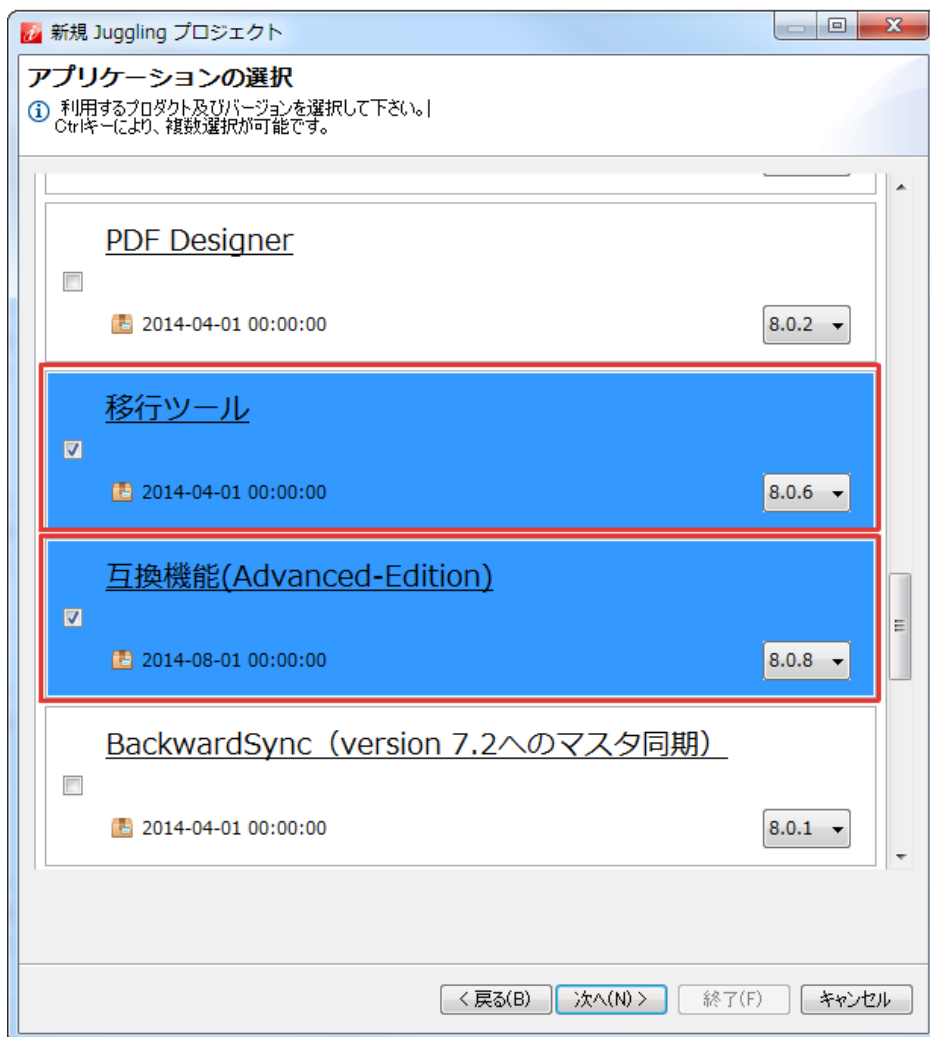 新規 Juggling プロジェクト
アプリケーションの選択
利用するプロダクト及びバージョンを選択して下さい。|
Ctrlキーにより、複数選択が可能です。
PDF Designer
2014-04-01 00:00:00
8.0.2
移行ツール
2014-04-01 00:00:00
8.0.6
互換機能(Advanced-Edition)
2014-08-01 00:00:00
8.0.8
BackwardSync（version 7.2へのマスタ同期）
2014-04-01 00:00:00
8.0.1
< 戻る(B) 次へ(N) > 終了(F) キャンセル